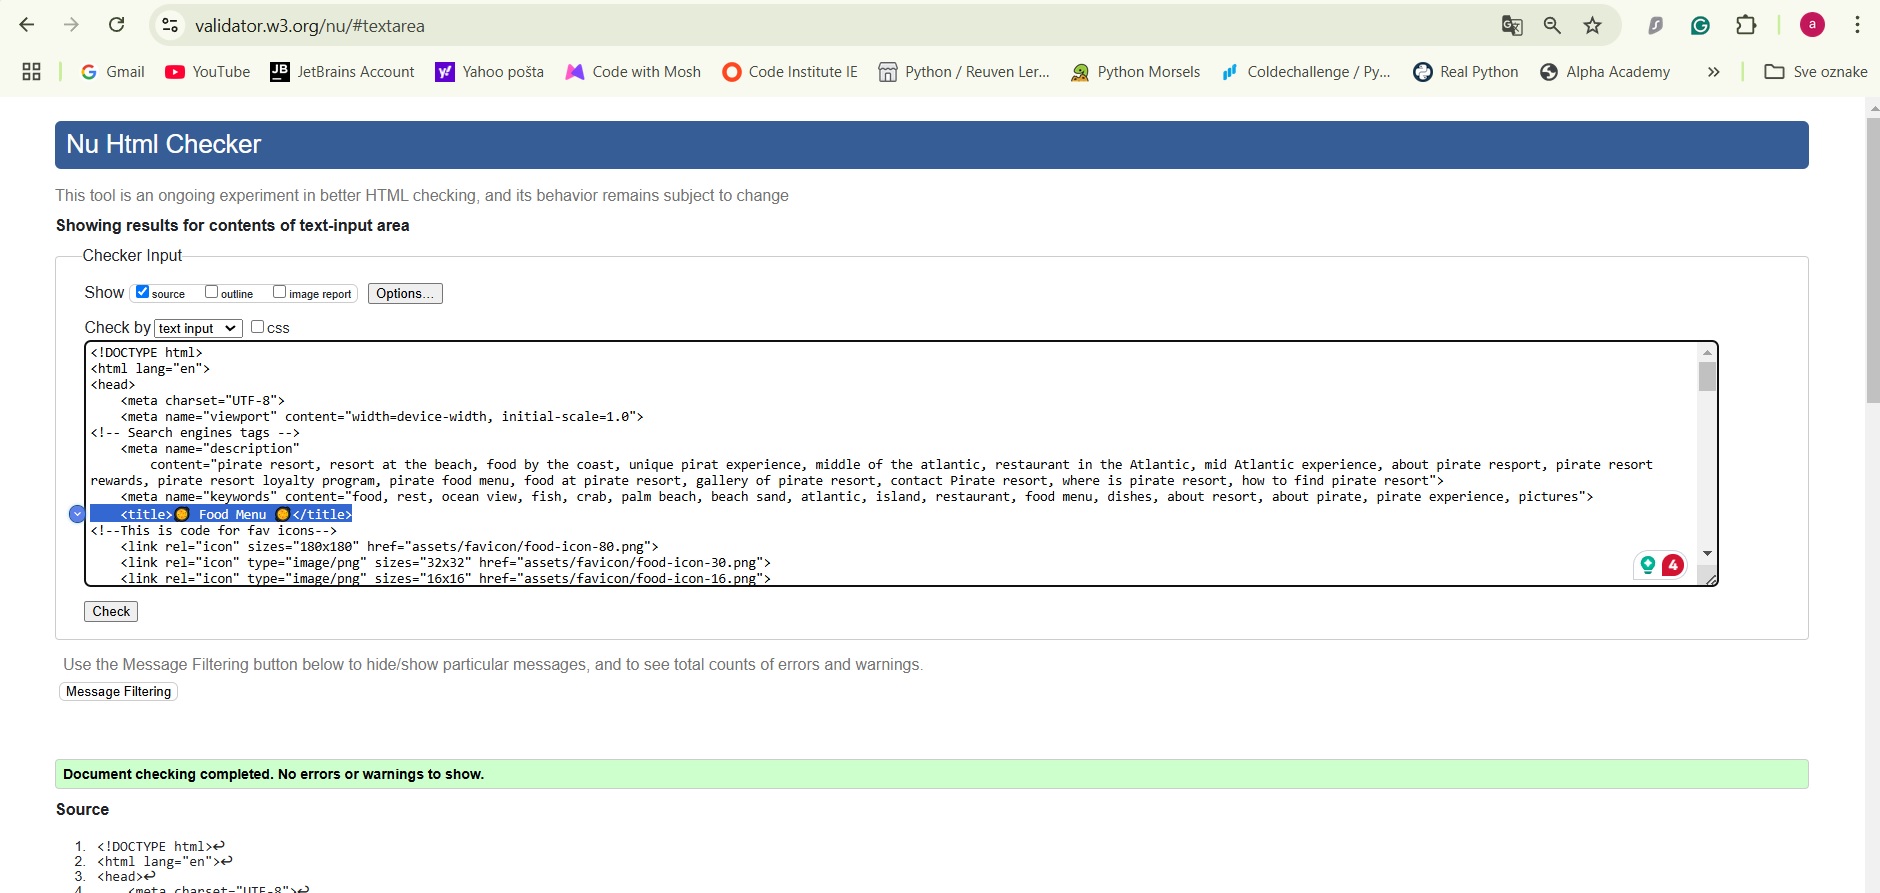 validator.w3.org/nu/#textarea
a
Gmail YouTube JetBrains Account Yahoo pošta Code with Mosh Code Institute IE Python / Reuven Ler... Python Morsels Coldechallenge / Py... Real Python Alpha Academy » Sve oznake
Nu Html Checker
This tool is an ongoing experiment in better HTML checking, and its behavior remains subject to change
Showing results for contents of text-input area
Checker Input
Show source outline image report Options...
Check by text input css
<!DOCTYPE html>
<html lang="en">
<head>
    <meta charset="UTF-8">
    <meta name="viewport" content="width=device-width, initial-scale=1.0">
<!-- Search engines tags -->
    <meta name="description"
        content="pirate resort, resort at the beach, food by the coast, unique pirat experience, middle of the atlantic, restaurant in the Atlantic, mid Atlantic experience, about pirate resport, pirate resort
rewards, pirate resort loyalty program, pirate food menu, food at pirate resort, gallery of pirate resort, contact Pirate resort, where is pirate resort, how to find pirate resort">
    <meta name="keywords" content="food, rest, ocean view, fish, crab, palm beach, beach sand, atlantic, island, restaurant, food menu, dishes, about resort, about pirate, pirate experience, pictures">
    <title>🥘 Food Menu 🥘</title>
<!--This is code for fav icons-->
    <link rel="icon" sizes="180x180" href="assets/favicon/food-icon-80.png">
    <link rel="icon" type="image/png" sizes="32x32" href="assets/favicon/food-icon-30.png">
    <link rel="icon" type="image/png" sizes="16x16" href="assets/favicon/food-icon-16.png">
4
Check
Use the Message Filtering button below to hide/show particular messages, and to see total counts of errors and warnings.
Message Filtering
Document checking completed. No errors or warnings to show.
Source
1. <!DOCTYPE html>↩
2. <html lang="en">↩
3. <head>↩
4. <meta charset="UTF-8">↩